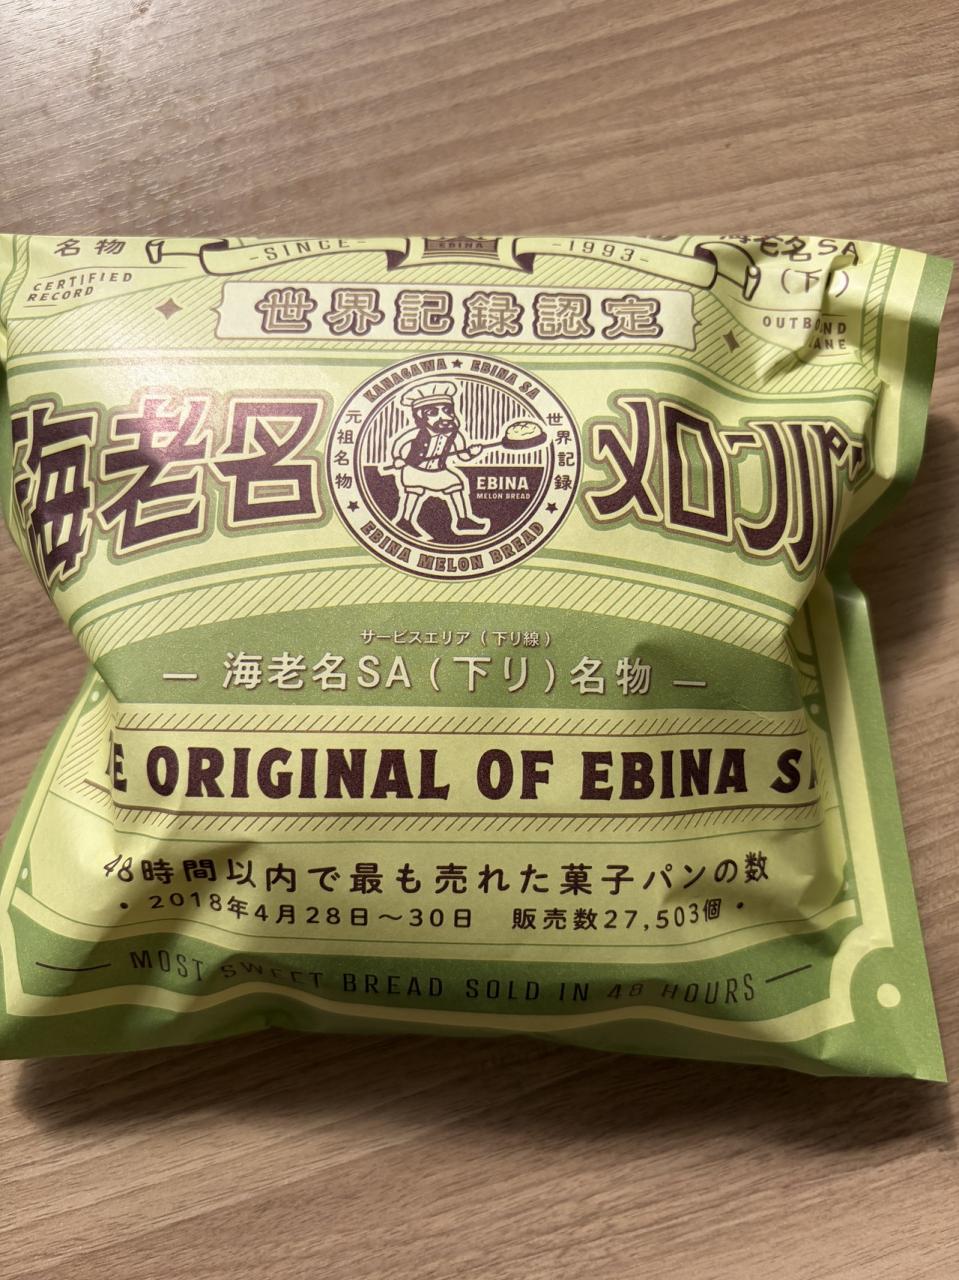 名物
-SINCE-
EBINA
-1993-
名SA
(下り)
CERTIFIED
RECORD
世界記録認定
海老名
メロンパン
KANAGAWA ★ EBINA SA
元祖名物
世界記録
EBINA
MELON BREAD
★ EBINA MELON BREAD ★
サービスエリア(下り線)
— 海老名SA(下り)名物 —
ORIGINAL OF EBINA
48時間以内で最も売れた菓子パンの数
・2018年4月28日〜30日 販売数27,503個・
MOST SWEET BREAD SOLD IN 48 HOURS